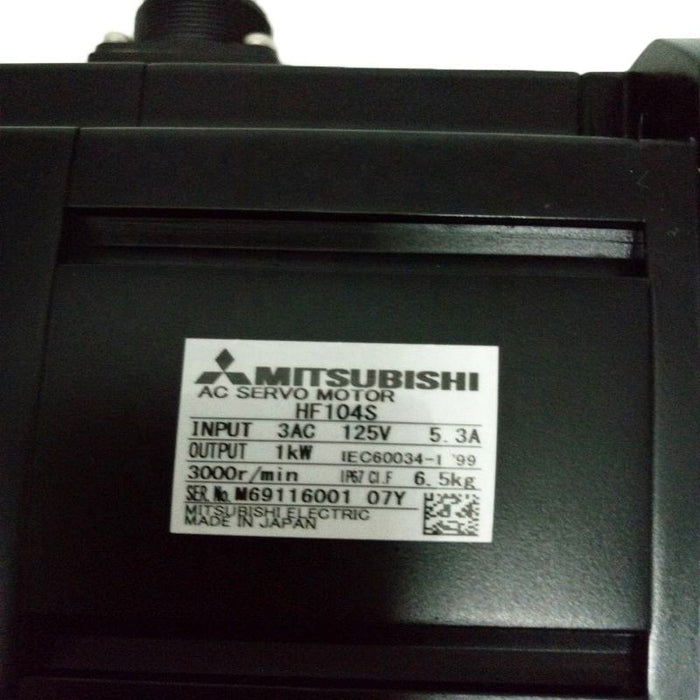 MITSUBISHI
AC SERVO MOTOR
HF104S
INPUT 3AC 125V 5.3A
OUTPUT 1kW IEC60034-1 '99
3000r/min IP67 Cl.F 6.5kg
SER.No. M69116001 07Y
MITSUBISHI ELECTRIC
MADE IN JAPAN